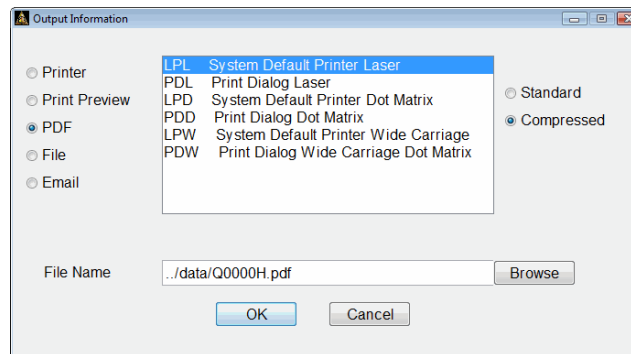 Output Information
Printer
Print Preview
PDF
File
Email
LPL System Default Printer Laser
PDL Print Dialog Laser
LPD System Default Printer Dot Matrix
PDD Print Dialog Dot Matrix
LPW System Default Printer Wide Carriage
PDW Print Dialog Wide Carriage Dot Matrix
Standard
Compressed
File Name ../data/Q0000H.pdf Browse
OK Cancel